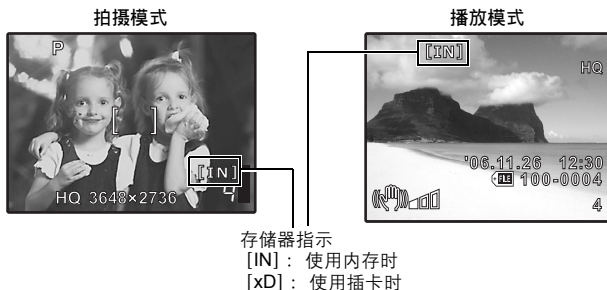 拍摄模式
P
[IN]
HQ 3648×2736
4
播放模式
[IN]
HQ
'06.11.26 12:30
FILE 100-0004
4
存储器指示
[IN]： 使用内存时
[xD]： 使用插卡时